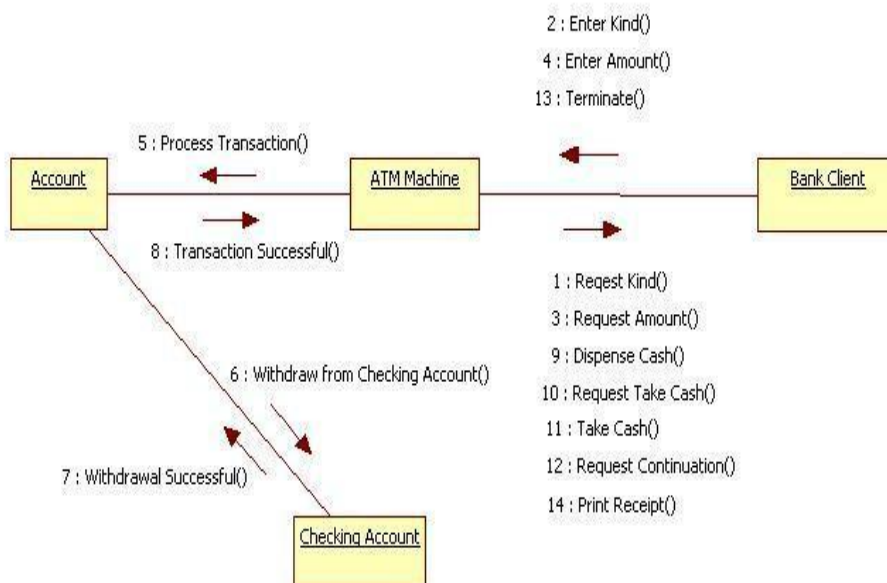 2 : Enter Kind()
4 : Enter Amount()
13 : Terminate()
5 : Process Transaction()
Account
ATM Machine
Bank Client
8 : Transaction Successful()
1 : Reqest Kind()
3 : Request Amount()
9 : Dispense Cash()
10 : Request Take Cash()
11 : Take Cash()
12 : Request Continuation()
14 : Print Receipt()
6 : Withdraw from Checking Account()
7 : Withdrawal Successful()
Checking Account